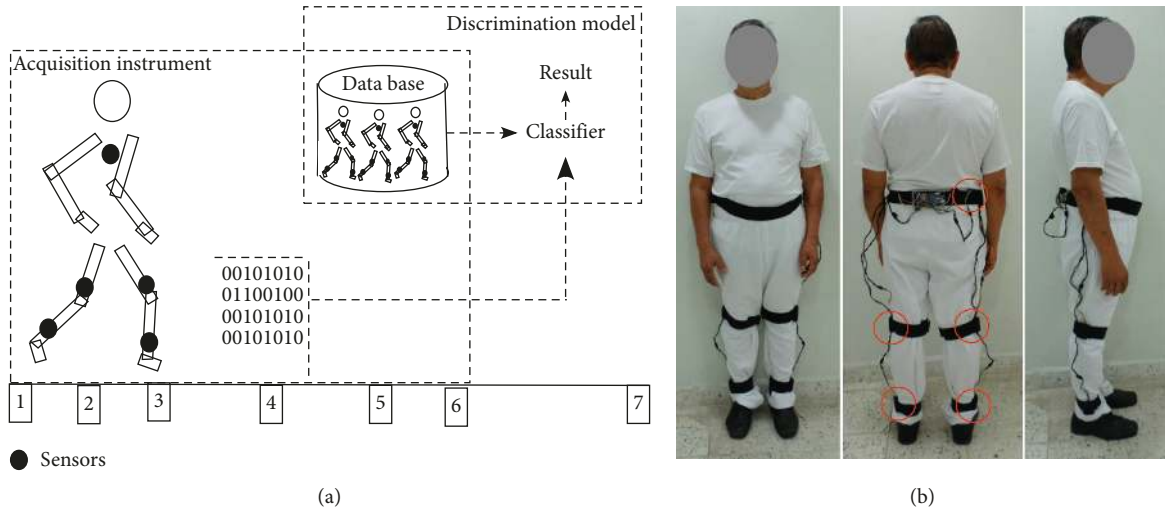 Discrimination model
Acquisition instrument
Data base
Result
Classifier
00101010
01100100
00101010
00101010
1 2 3 4 5 6 7
Sensors
(a)
(b)